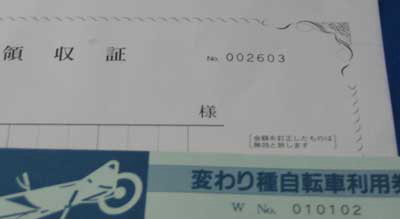 領収証 No. 002603
様
金額を訂正したものは
無効と致します
変わり種自転車利用券
W No. 010102